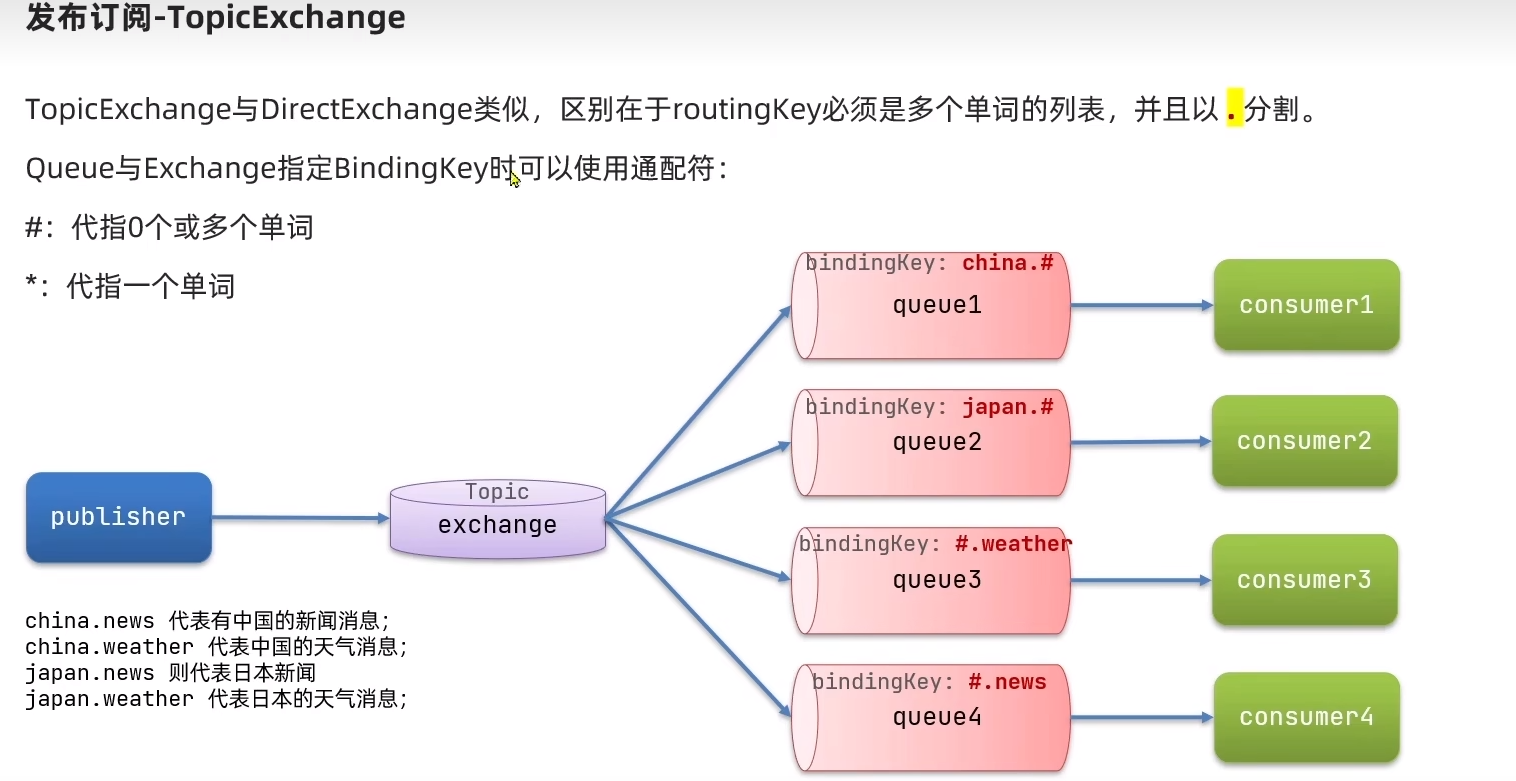 发布订阅-TopicExchange
TopicExchange与DirectExchange类似，区别在于routingKey必须是多个单词的列表，并且以 . 分割。
Queue与Exchange指定BindingKey时可以使用通配符：
#：代指0个或多个单词
*：代指一个单词
bindingKey: china.#
queue1
consumer1
bindingKey: japan.#
queue2
consumer2
publisher
Topic
exchange
bindingKey: #.weather
queue3
consumer3
bindingKey: #.news
queue4
consumer4
china.news 代表有中国的新闻消息；
china.weather 代表中国的天气消息；
japan.news 则代表日本新闻
japan.weather 代表日本的天气消息；